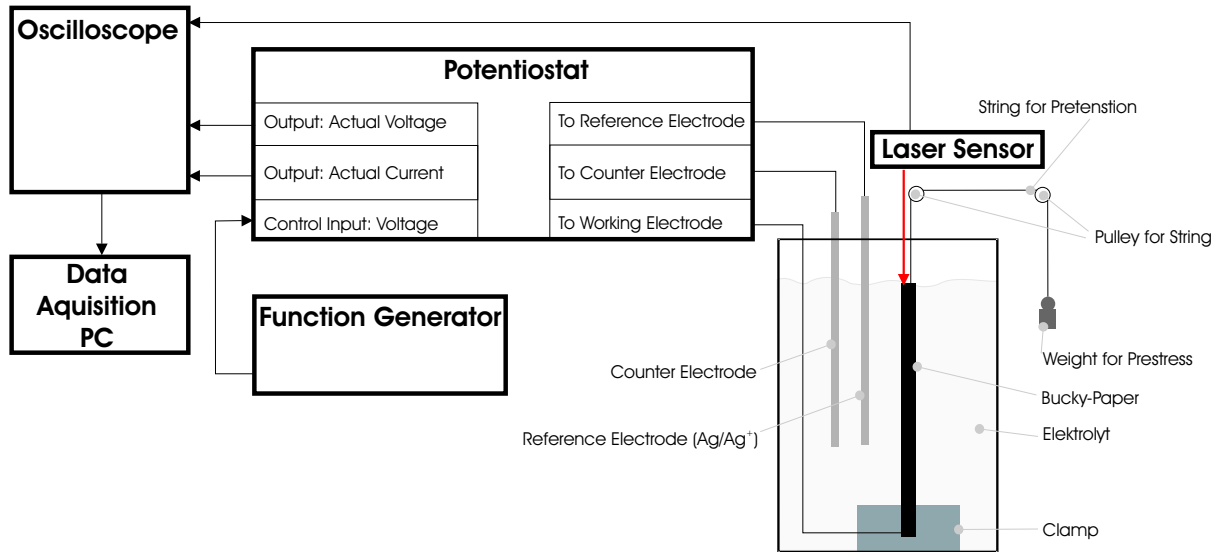 Oscilloscope
Potentiostat
Output: Actual Voltage
To Reference Electrode
Output: Actual Current
To Counter Electrode
Control Input: Voltage
To Working Electrode
String for Pretenstion
Laser Sensor
Pulley for String
Data
Aquisition
PC
Function Generator
Weight for Prestress
Counter Electrode
Bucky-Paper
Reference Electrode (Ag/Ag⁺)
Elektrolyt
Clamp